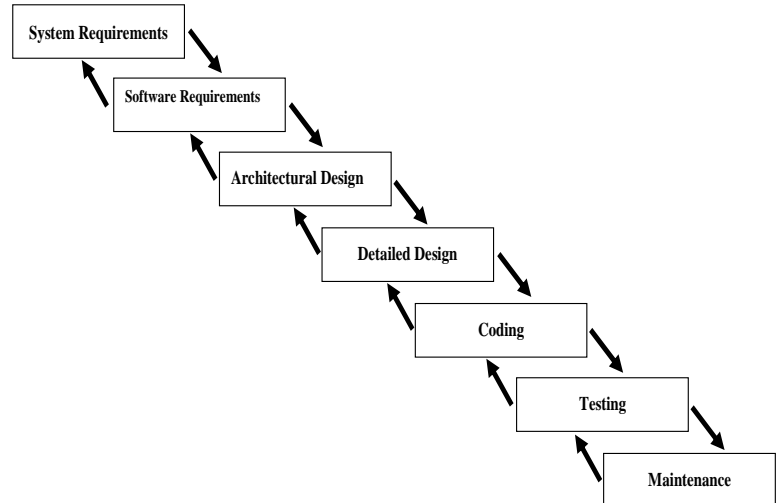 System Requirements
Software Requirements
Architectural Design
Detailed Design
Coding
Testing
Maintenance